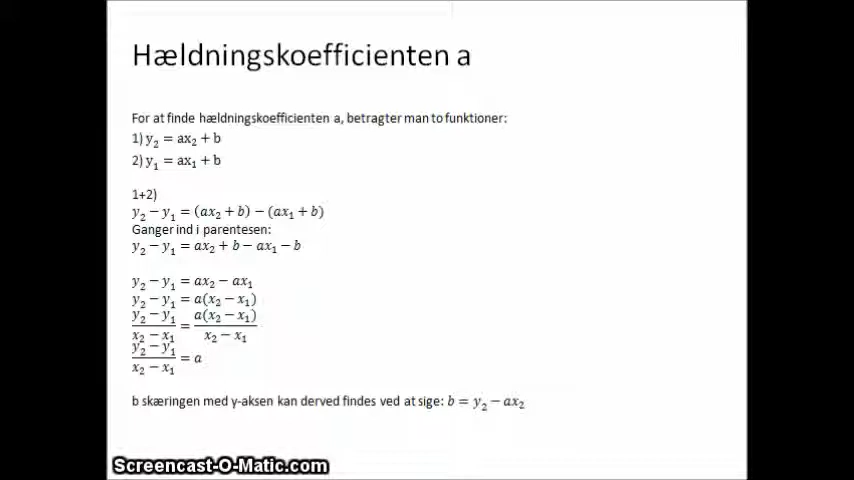 Hældningskoefficienten a
For at finde hældningskoefficienten a, betragter man to funktioner:
1) y₂ = ax₂ + b
2) y₁ = ax₁ + b
1+2)
y₂ − y₁ = (ax₂ + b) − (ax₁ + b)
Ganger ind i parentesen:
y₂ − y₁ = ax₂ + b − ax₁ − b
y₂ − y₁ = ax₂ − ax₁
y₂ − y₁ = a(x₂ − x₁)
(y₂ − y₁)/(x₂ − x₁) = a(x₂ − x₁)/(x₂ − x₁)
(y₂ − y₁)/(x₂ − x₁) = a
b skæringen med y-aksen kan derved findes ved at sige: b = y₂ − ax₂
Screencast-O-Matic.com